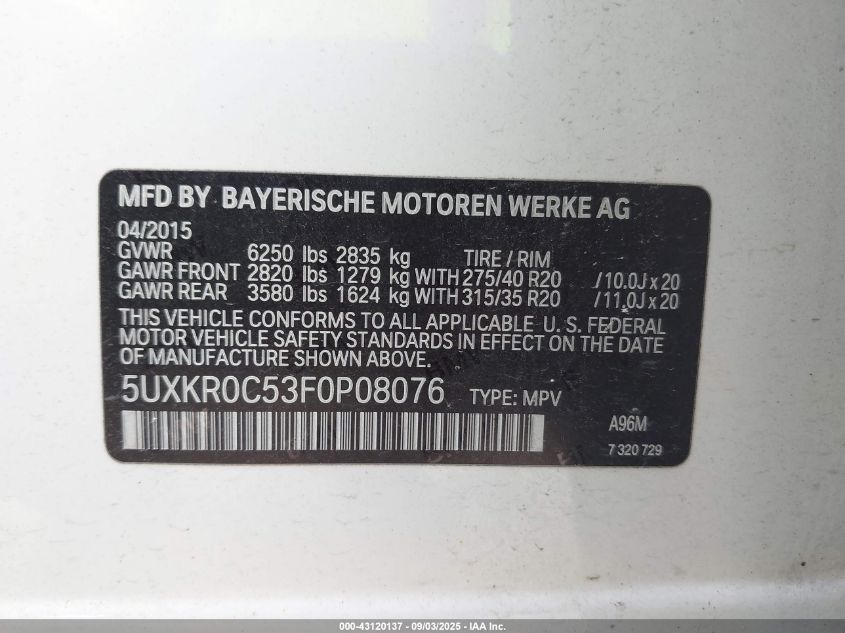 MFD BY BAYERISCHE MOTOREN WERKE AG
04/2015
GVWR 6250 lbs 2835 kg TIRE / RIM
GAWR FRONT 2820 lbs 1279 kg WITH 275/40 R20 /10.0J x 20
GAWR REAR 3580 lbs 1624 kg WITH 315/35 R20 /11.0J x 20
THIS VEHICLE CONFORMS TO ALL APPLICABLE U. S. FEDERAL
MOTOR VEHICLE SAFETY STANDARDS IN EFFECT ON THE DATE
OF MANUFACTURE SHOWN ABOVE.
5UXKR0C53F0P08076 TYPE: MPV
A96M
7 320 729
000-43120137 - 09/03/2025 - IAA Inc.